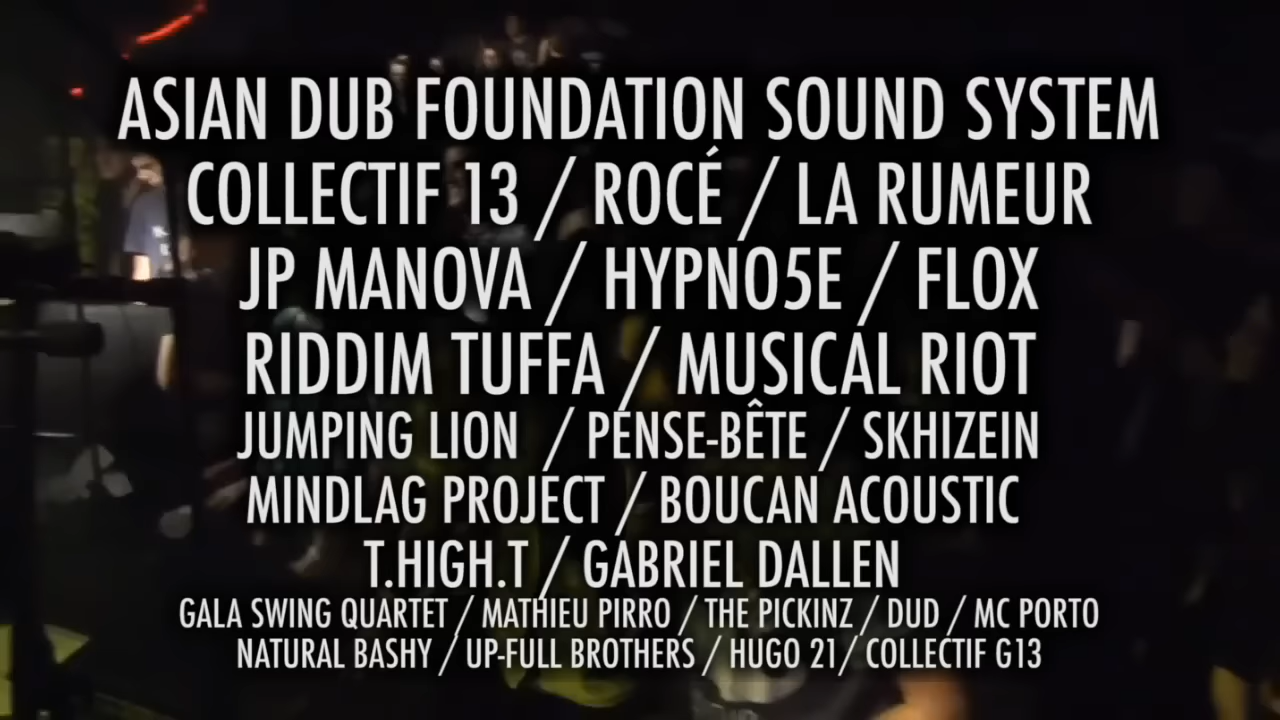 ASIAN DUB FOUNDATION SOUND SYSTEM
COLLECTIF 13 / ROCÉ / LA RUMEUR
JP MANOVA / HYPNO5E / FLOX
RIDDIM TUFFA / MUSICAL RIOT
JUMPING LION / PENSE-BÊTE / SKHIZEIN
MINDLAG PROJECT / BOUCAN ACOUSTIC
T.HIGH.T / GABRIEL DALLEN
GALA SWING QUARTET / MATHIEU PIRRO / THE PICKINZ / DUD / MC PORTO
NATURAL BASHY / UP-FULL BROTHERS / HUGO 21/ COLLECTIF G13